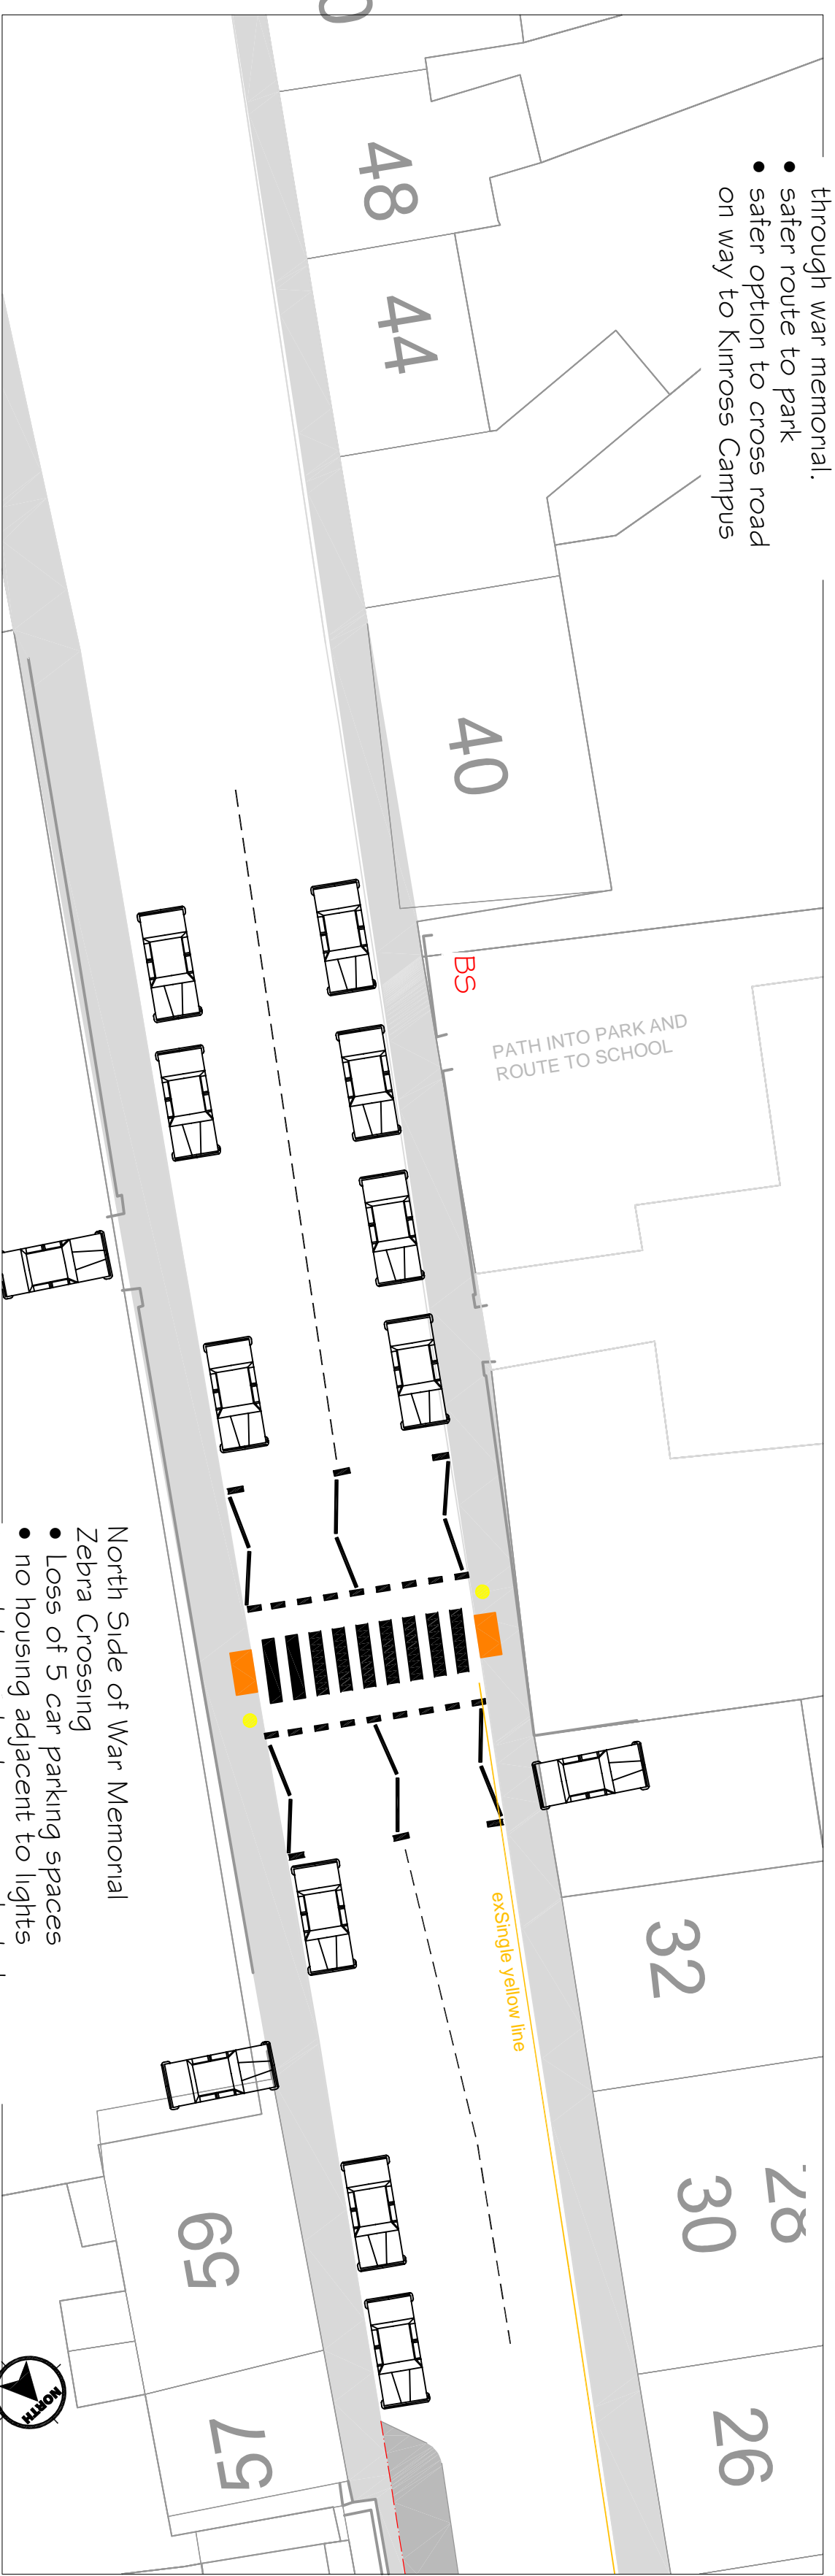 through war memorial.
• safer route to park
• safer option to cross road
on way to Kinross Campus
48
44
40
BS
PATH INTO PARK AND
ROUTE TO SCHOOL
North Side of War Memorial
Zebra Crossing
• Loss of 5 car parking spaces
• no housing adjacent to lights
exSingle yellow line
32
28
30
26
59
57
NORTH